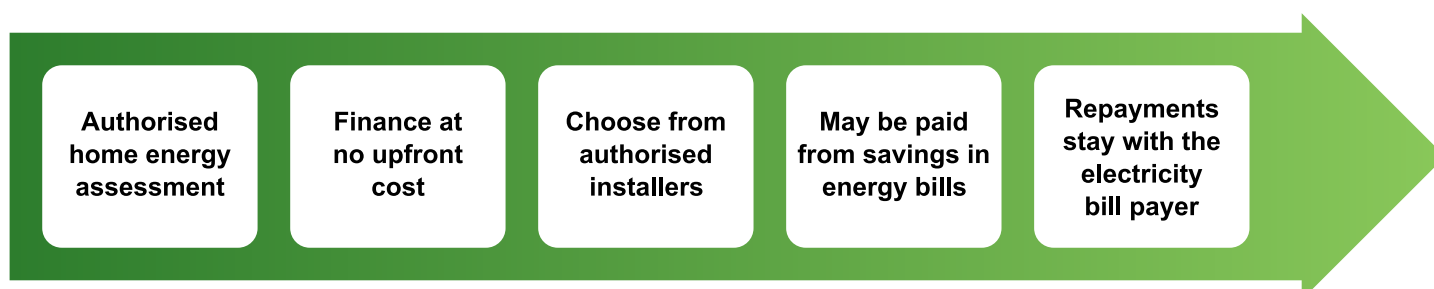 Authorised
home energy
assessment
Finance at
no upfront
cost
Choose from
authorised
installers
May be paid
from savings in
energy bills
Repayments
stay with the
electricity
bill payer